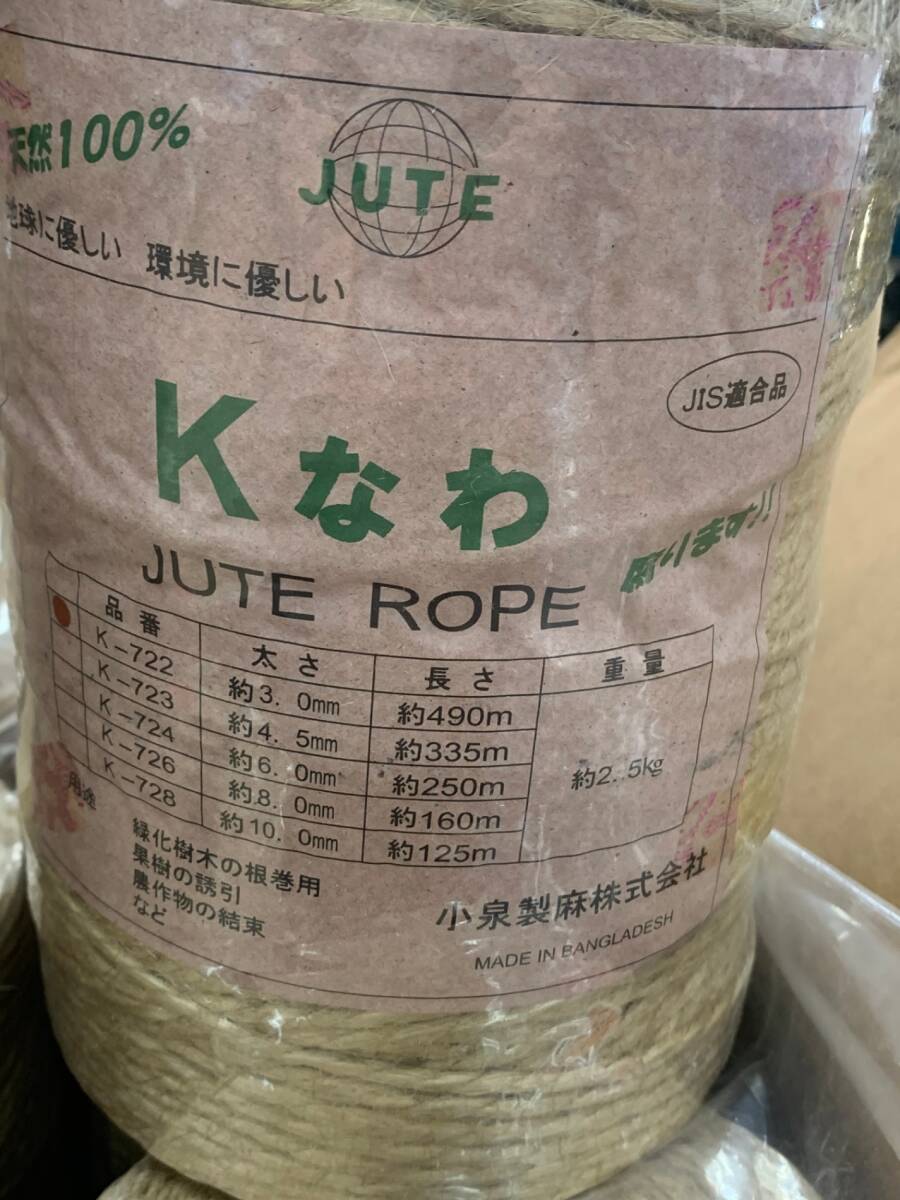 天然100%
JUTE
地球に優しい 環境に優しい
JIS適合品
Kなわ
JUTE ROPE
腐ります!!
品番 太さ 長さ 重量
K-722 約3.0mm 約490m 約2.5kg
K-723 約4.5mm 約335m
K-724 約6.0mm 約250m
K-726 約8.0mm 約160m
K-728 約10.0mm 約125m
用途
緑化樹木の根巻用
果樹の誘引
農作物の結束
など
小泉製麻株式会社
MADE IN BANGLADESH